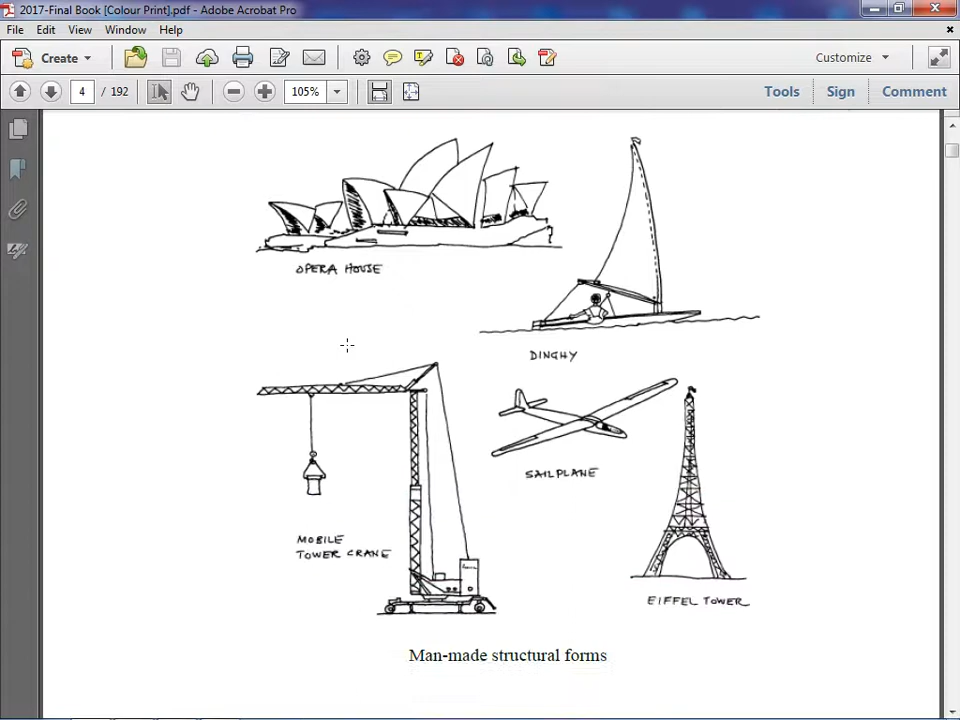 2017-Final Book [Colour Print].pdf - Adobe Acrobat Pro
File Edit View Window Help
Create
Customize
4 / 192
105%
Tools Sign Comment
OPERA HOUSE
DINGHY
SAILPLANE
MOBILE
TOWER CRANE
EIFFEL TOWER
Man-made structural forms